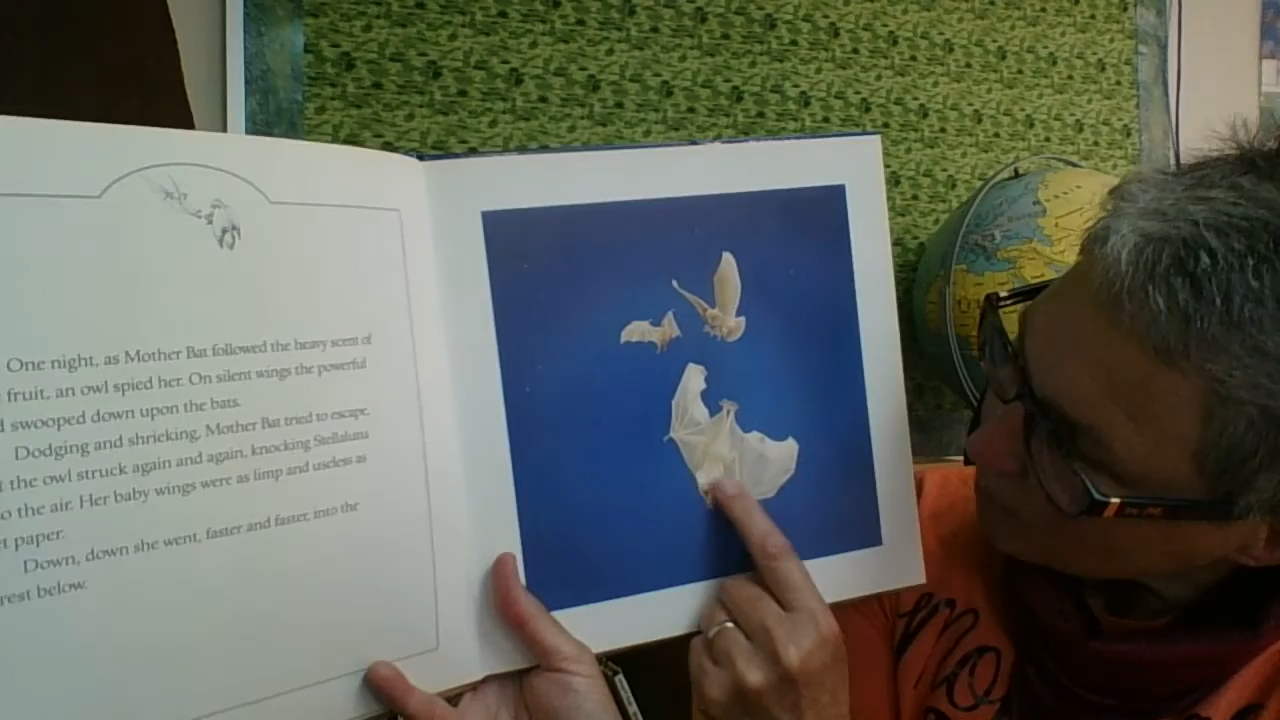 One night, as Mother Bat followed the heavy scent of
fruit, an owl spied her. On silent wings the powerful
swooped down upon the bats.
Dodging and shrieking, Mother Bat tried to escape,
the owl struck again and again, knocking Stellaluna
the air. Her baby wings were as limp and useless as
paper.
Down, down she went, faster and faster, into the
below.
Mo